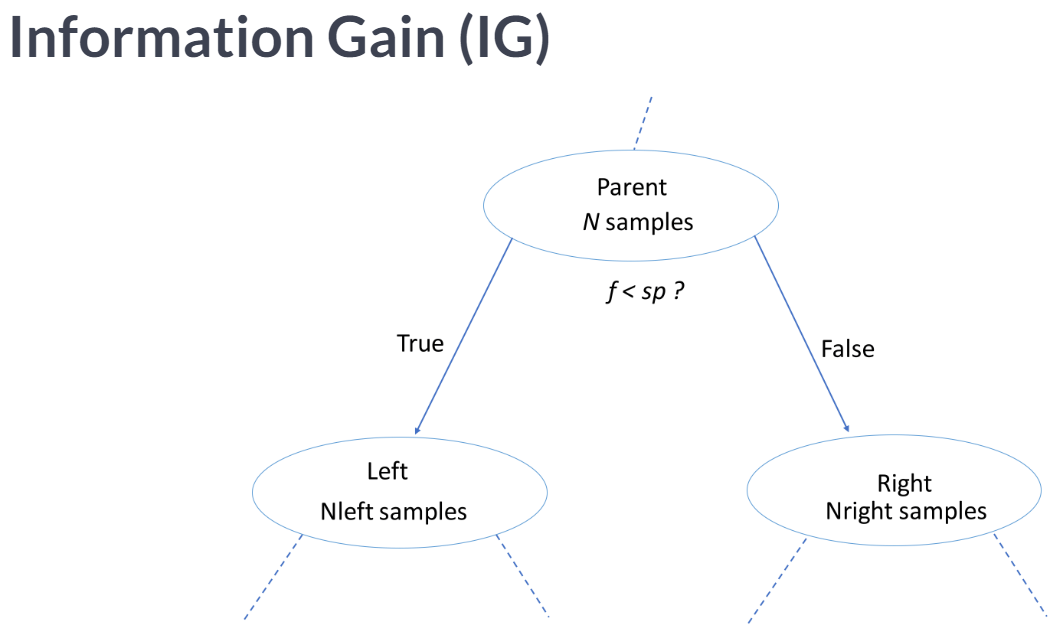 Information Gain (IG)
Parent
N samples
f < sp ?
True
False
Left
Nleft samples
Right
Nright samples